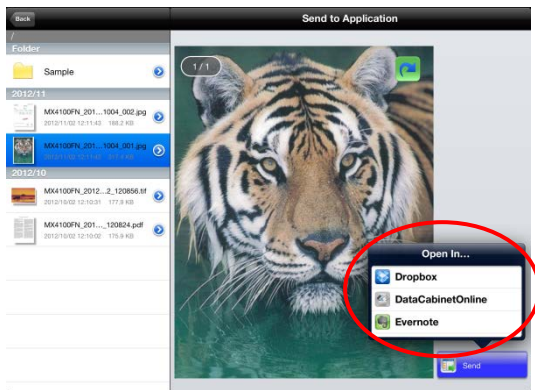 Back
Send to Application
/
Folder
Sample
2012/11
MX4100FN_201...1004_002.jpg
2012/11/02 12:11:43 188.2 KB
MX4100FN_201...1004_001.jpg
2012/10
MX4100FN_2012...2_120856.tif
2012/10/02 12:10:31 177.9 KB
MX4100FN_201..._120824.pdf
2012/10/02 12:10:02 175.9 KB
1/1
Open In...
Dropbox
DataCabinetOnline
Evernote
Send